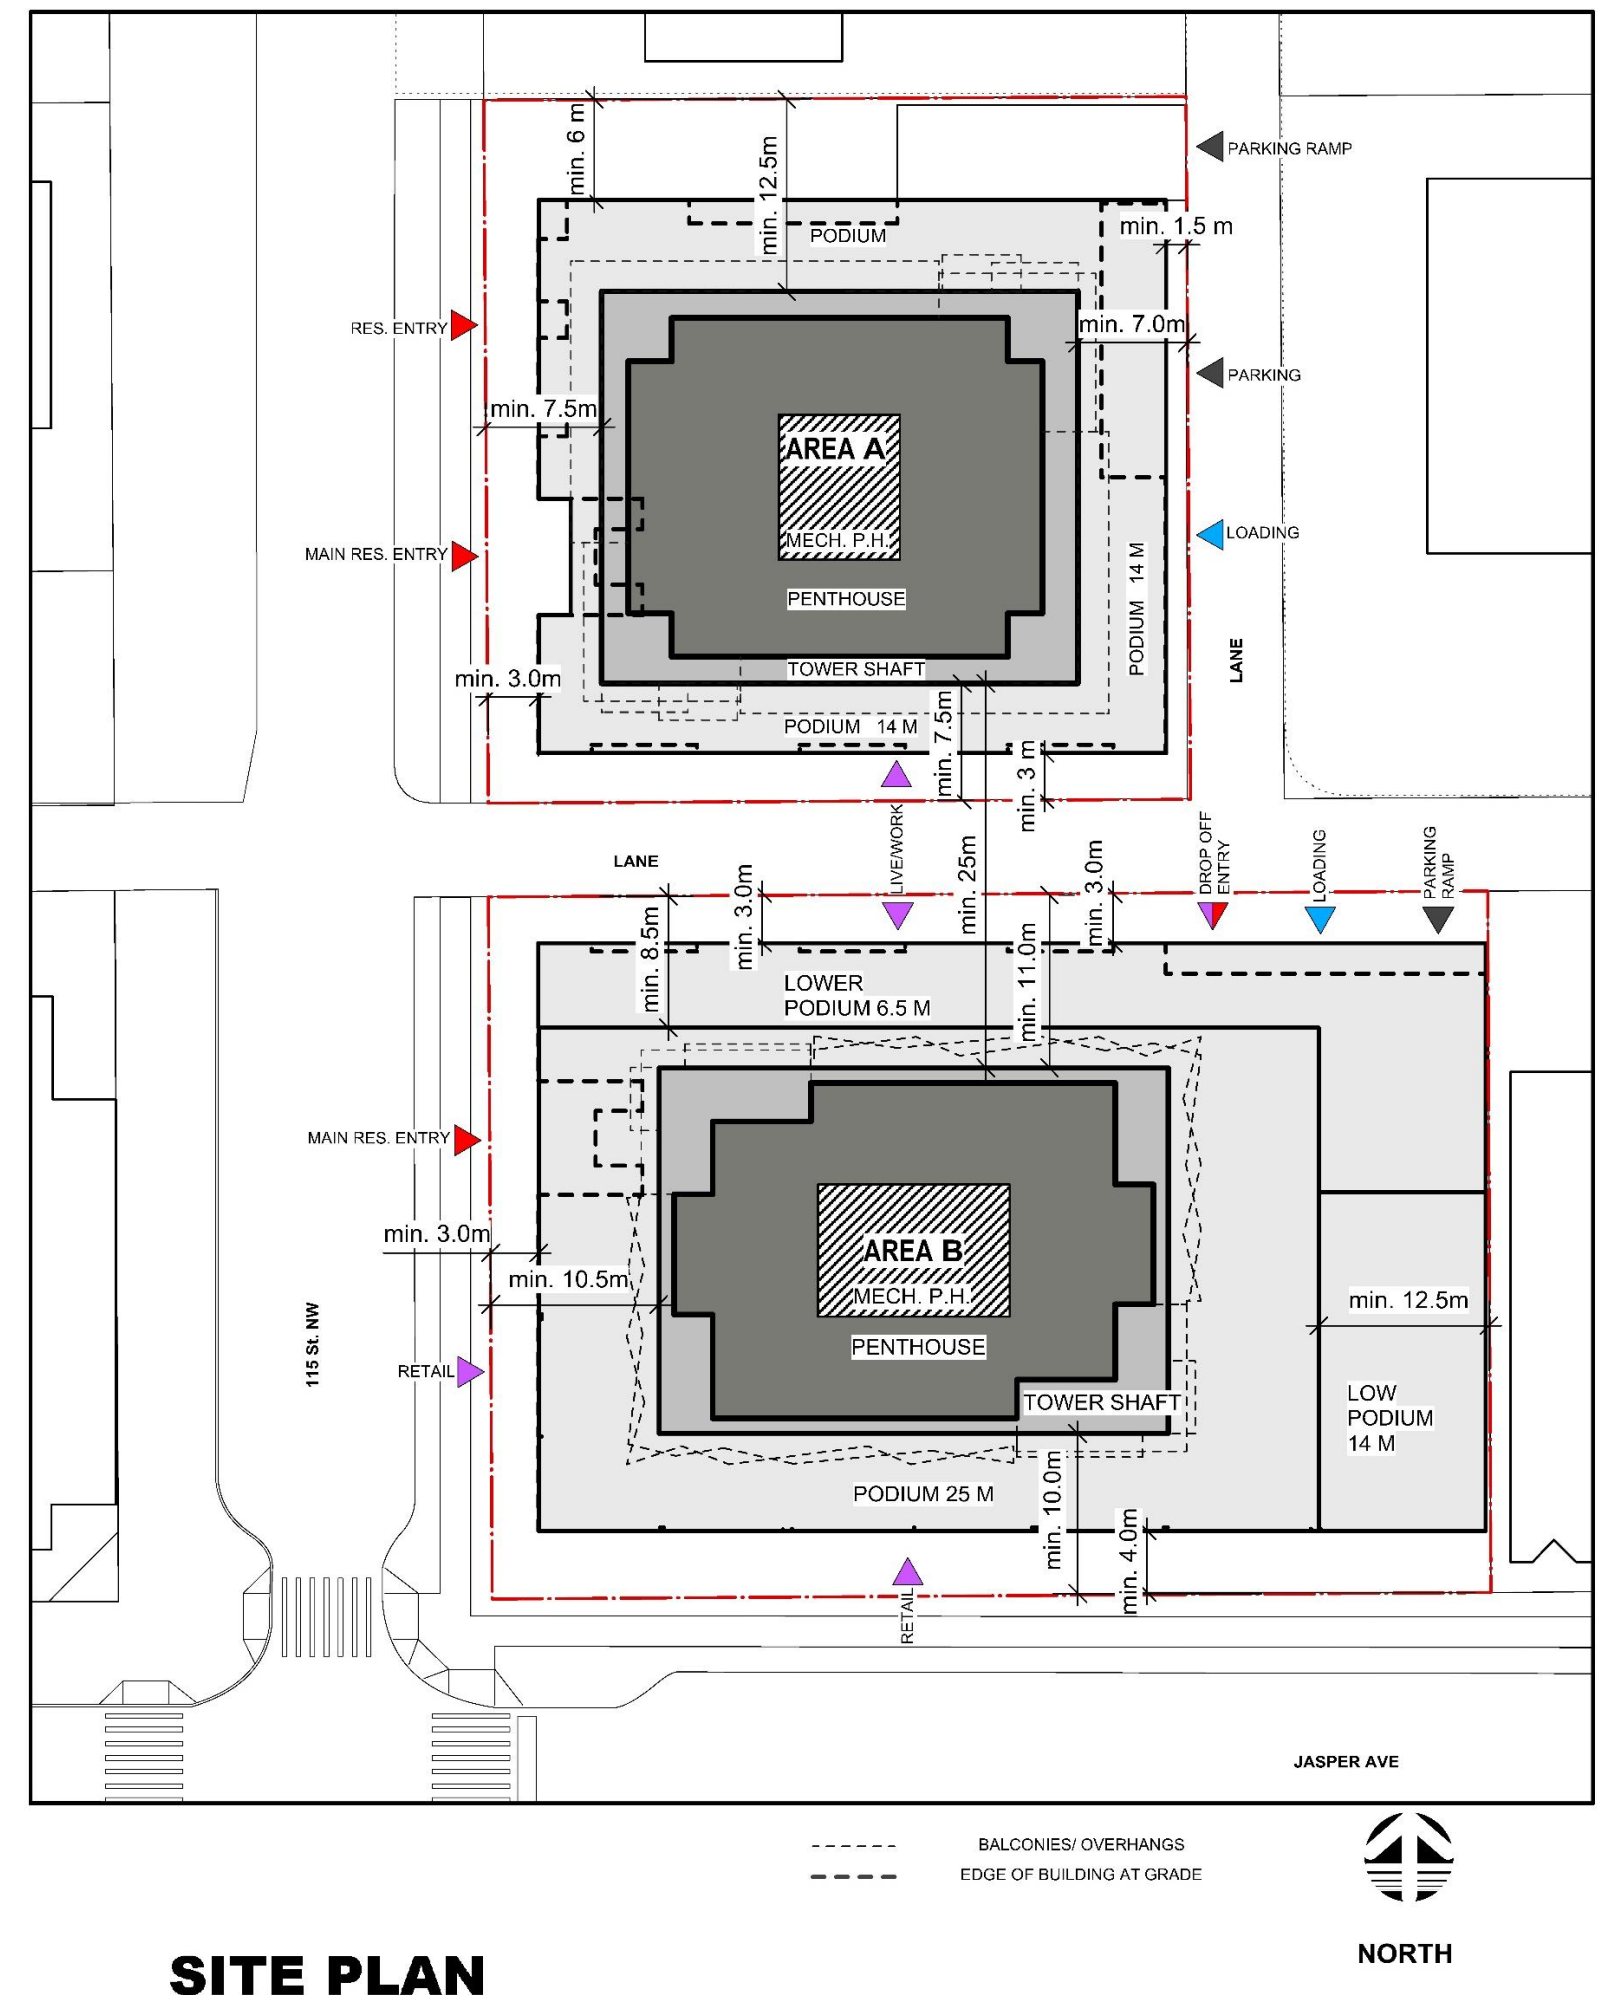 min. 6 m
min. 12.5m
PARKING RAMP
min. 1.5 m
PODIUM
RES. ENTRY
min. 7.0m
PARKING
min. 7.5m
AREA A
MECH. P.H.
LOADING
MAIN RES. ENTRY
PENTHOUSE
PODIUM 14 M
LANE
TOWER SHAFT
min. 3.0m
PODIUM 14 M
min. 7.5m
min. 3 m
LIVE/WORK
LANE
min. 25m
DROP OFF
ENTRY
LOADING
PARKING
RAMP
min. 3.0m
min. 3.0m
min. 8.5m
min. 11.0m
LOWER
PODIUM 6.5 M
MAIN RES. ENTRY
min. 3.0m
min. 10.5m
AREA B
MECH. P.H.
PENTHOUSE
min. 12.5m
115 St. NW
RETAIL
TOWER SHAFT
LOW
PODIUM
14 M
PODIUM 25 M
min. 10.0m
min. 4.0m
RETAIL
JASPER AVE
BALCONIES/ OVERHANGS
EDGE OF BUILDING AT GRADE
NORTH
SITE PLAN